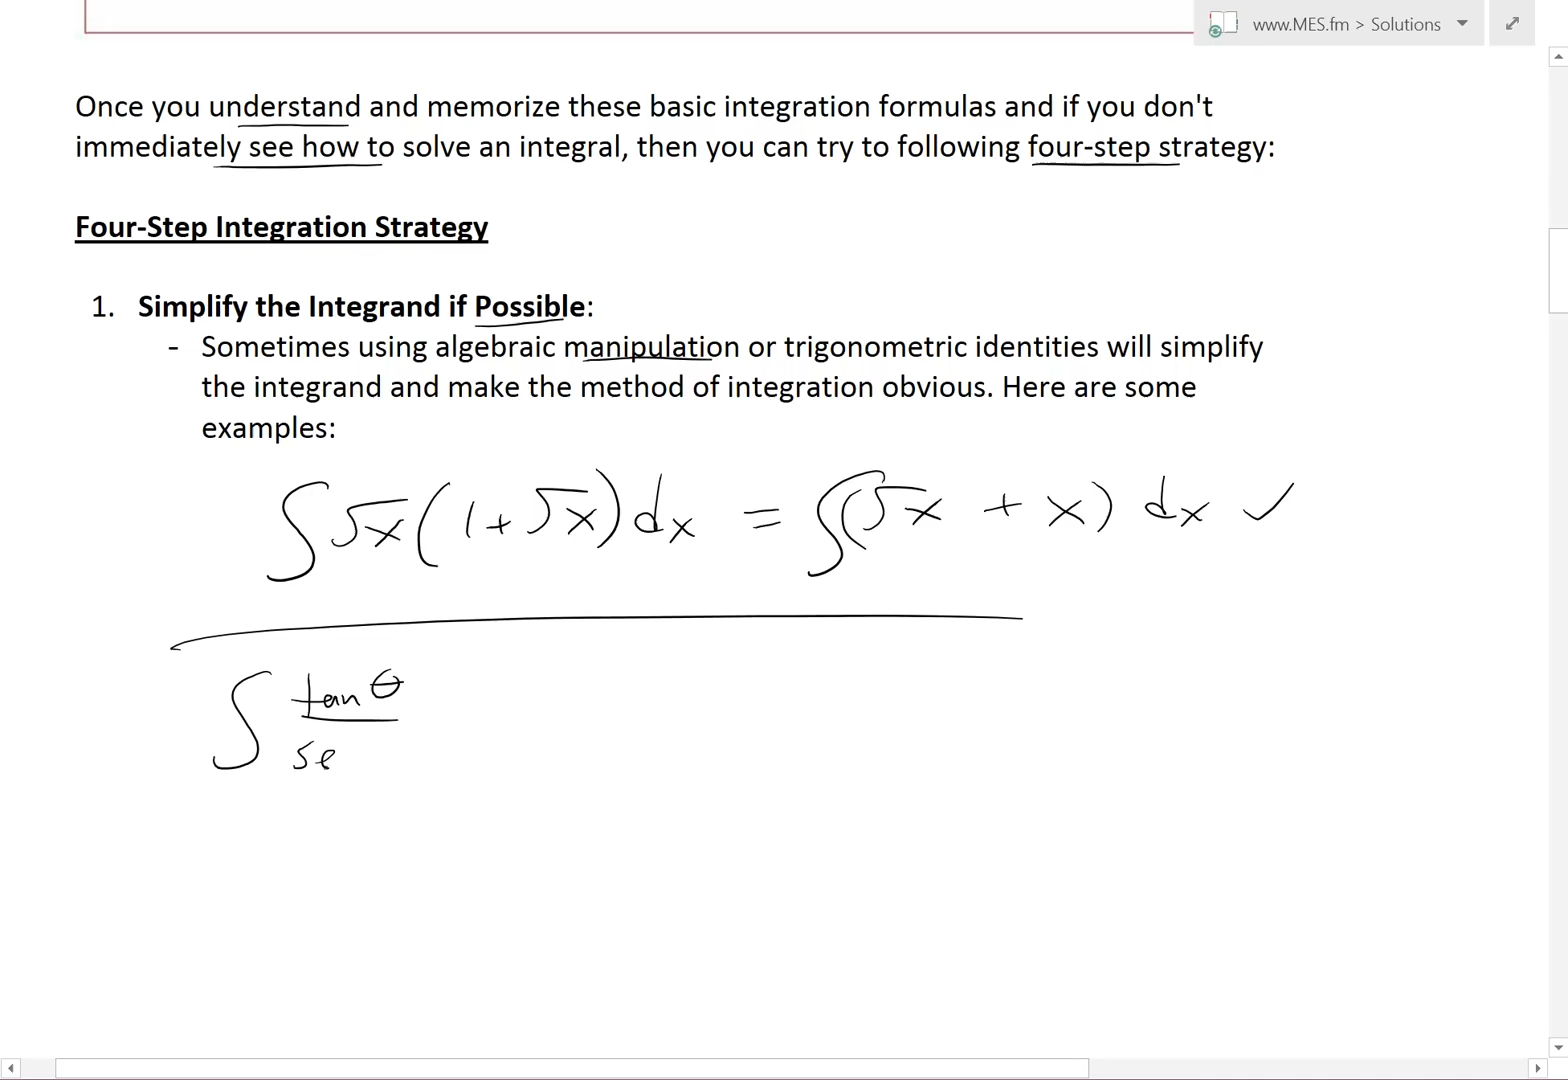 www.MES.fm > Solutions
Once you understand and memorize these basic integration formulas and if you don't
immediately see how to solve an integral, then you can try to following four-step strategy:
Four-Step Integration Strategy
1. Simplify the Integrand if Possible:
- Sometimes using algebraic manipulation or trigonometric identities will simplify
the integrand and make the method of integration obvious. Here are some
examples:
∫ √x (1 + √x) dx = ∫ (√x + x) dx ✓
∫ tan θ
se